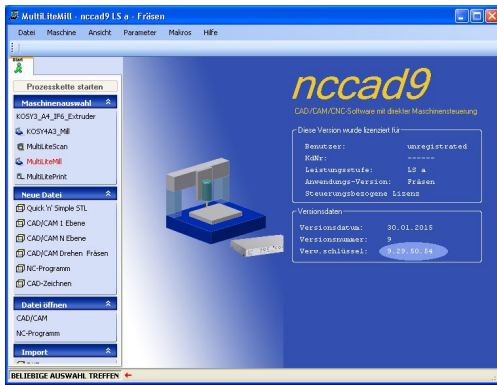 MultiLiteMill - nccad9 LS a - Fräsen
Datei Maschine Ansicht Parameter Makros Hilfe
Start
Prozesskette starten
Maschinenauswahl
KOSY3_A4_IF6_Extruder
KOSY4A3_Mill
MultiLiteScan
MultiLiteMill
MultiLitePrint
Neue Datei
Quick 'n' Simple STL
CAD/CAM 1 Ebene
CAD/CAM N Ebene
CAD/CAM Drehen Fräsen
NC-Programm
CAD-Zeichnen
Datei öffnen
CAD/CAM
NC-Programm
Import
BELIEBIGE AUSWAHL TREFFEN
nccad9
CAD/CAM/CNC-Software mit direkter Maschinensteuerung
Diese Version wurde lizenziert für
Benutzer: unregistrated
KdNr: ------
Leistungsstufe: LS a
Anwendungs-Version: Fräsen
Steuerungsbezogene Lizenz
Versionsdaten
Versionsdatum: 30.01.2015
Versionsnummer: 9
Verw.schlüssel: 9.29.50.54